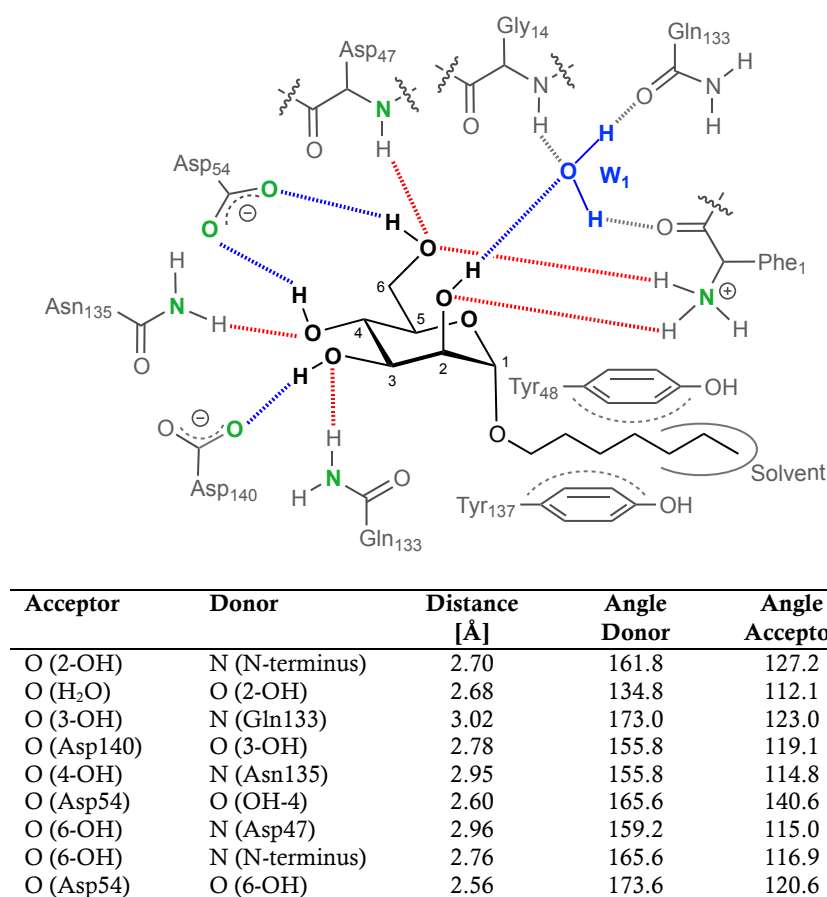 Asp47
Gly14
Gln133
H
N
H
O
N
H
O
N
H
O
N
H
H
Asp54
O
O
⊖
O
H
W1
H
O
Phe1
H
N
⊕
H
H
H
O
6
H
O
5
O
H
O
4
3
2
1
H
O
O
Asn135
H
N
H
O
⊖
O
O
Asp140
H
H
N
O
Gln133
Tyr48
OH
Solvent
Tyr137
OH
Acceptor Donor Distance Angle Angle
[Å] Donor Accepto
O (2-OH) N (N-terminus) 2.70 161.8 127.2
O (H₂O) O (2-OH) 2.68 134.8 112.1
O (3-OH) N (Gln133) 3.02 173.0 123.0
O (Asp140) O (3-OH) 2.78 155.8 119.1
O (4-OH) N (Asn135) 2.95 155.8 114.8
O (Asp54) O (OH-4) 2.60 165.6 140.6
O (6-OH) N (Asp47) 2.96 159.2 115.0
O (6-OH) N (N-terminus) 2.76 165.6 116.9
O (Asp54) O (6-OH) 2.56 173.6 120.6